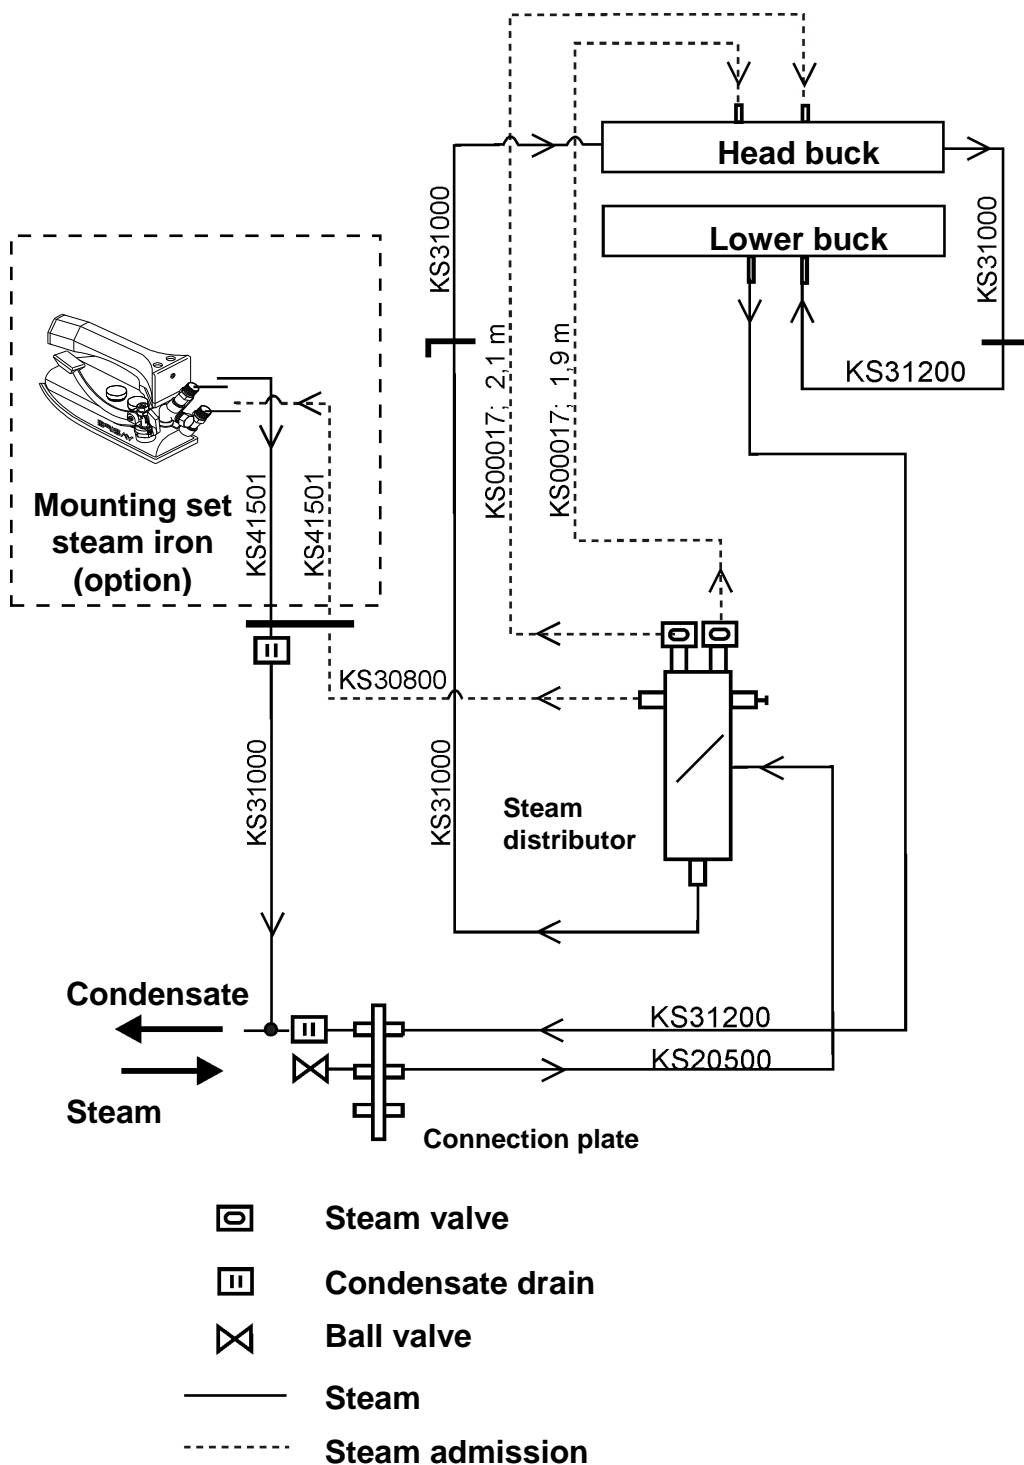 Head buck
Lower buck
KS31000
KS31000
KS00017; 2,1 m
KS00017; 1,9 m
KS31200
Mounting set
steam iron
(option)
KS41501
KS41501
KS30800
KS31000
KS31000
Steam
distributor
Condensate
KS31200
KS20500
Steam
Connection plate
Steam valve
Condensate drain
Ball valve
Steam
Steam admission